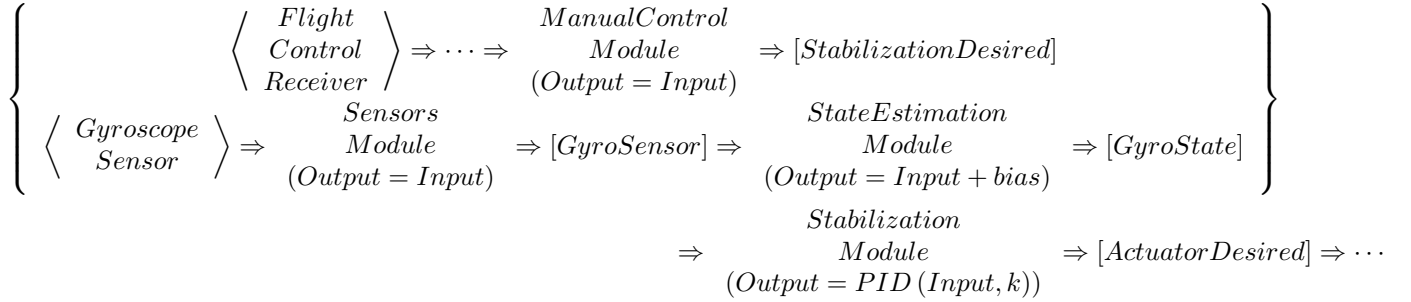 Flight
Control
Receiver
⇒ ··· ⇒
ManualControl
Module
(Output = Input)
⇒ [StabilizationDesired]
Gyroscope
Sensor
⇒
Sensors
Module
(Output = Input)
⇒ [GyroSensor] ⇒
StateEstimation
Module
(Output = Input + bias)
⇒ [GyroState]
⇒
Stabilization
Module
(Output = PID (Input, k))
⇒ [ActuatorDesired] ⇒ ···